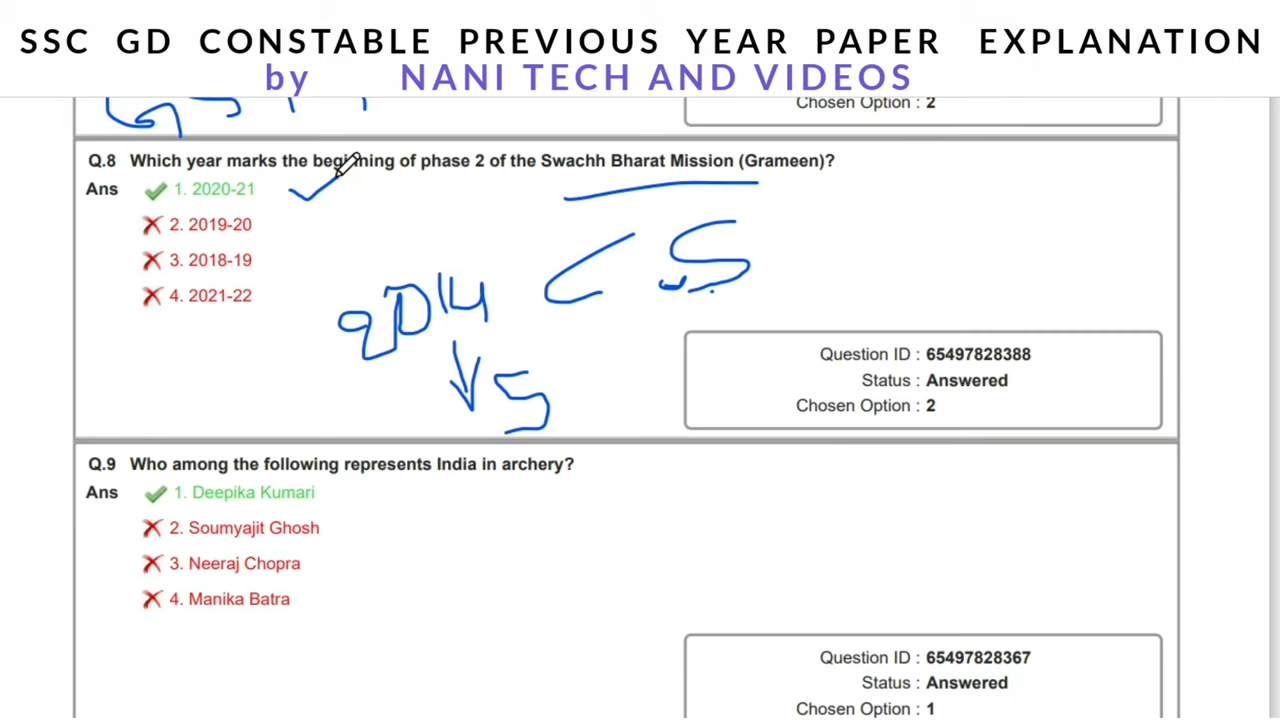 SSC GD CONSTABLE PREVIOUS YEAR PAPER EXPLANATION
by NANI TECH AND VIDEOS
Chosen Option : 2
Q.8 Which year marks the beginning of phase 2 of the Swachh Bharat Mission (Grameen)?
Ans 1. 2020-21
2. 2019-20
3. 2018-19
4. 2021-22
2014
5
Question ID : 65497828388
Status : Answered
Chosen Option : 2
Q.9 Who among the following represents India in archery?
Ans 1. Deepika Kumari
2. Soumyajit Ghosh
3. Neeraj Chopra
4. Manika Batra
Question ID : 65497828367
Status : Answered
Chosen Option : 1